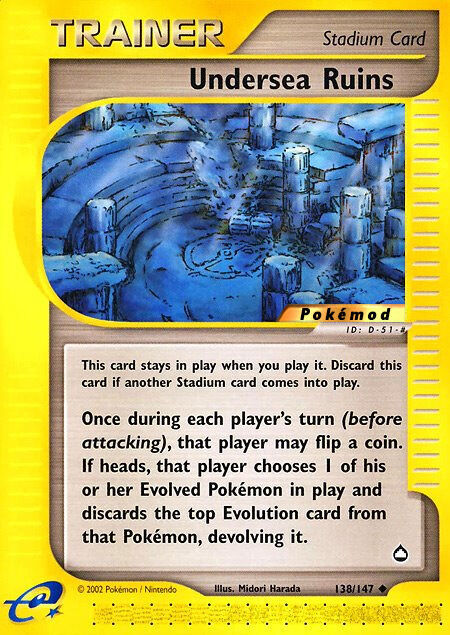 TRAINER
Stadium Card
Undersea Ruins
Pokémod
ID: D-51-#
This card stays in play when you play it. Discard this
card if another Stadium card comes into play.
Once during each player's turn (before
attacking), that player may flip a coin.
If heads, that player chooses 1 of his
or her Evolved Pokémon in play and
discards the top Evolution card from
that Pokémon, devolving it.
© 2002 Pokémon / Nintendo
Illus. Midori Harada
138/147 ◆
e